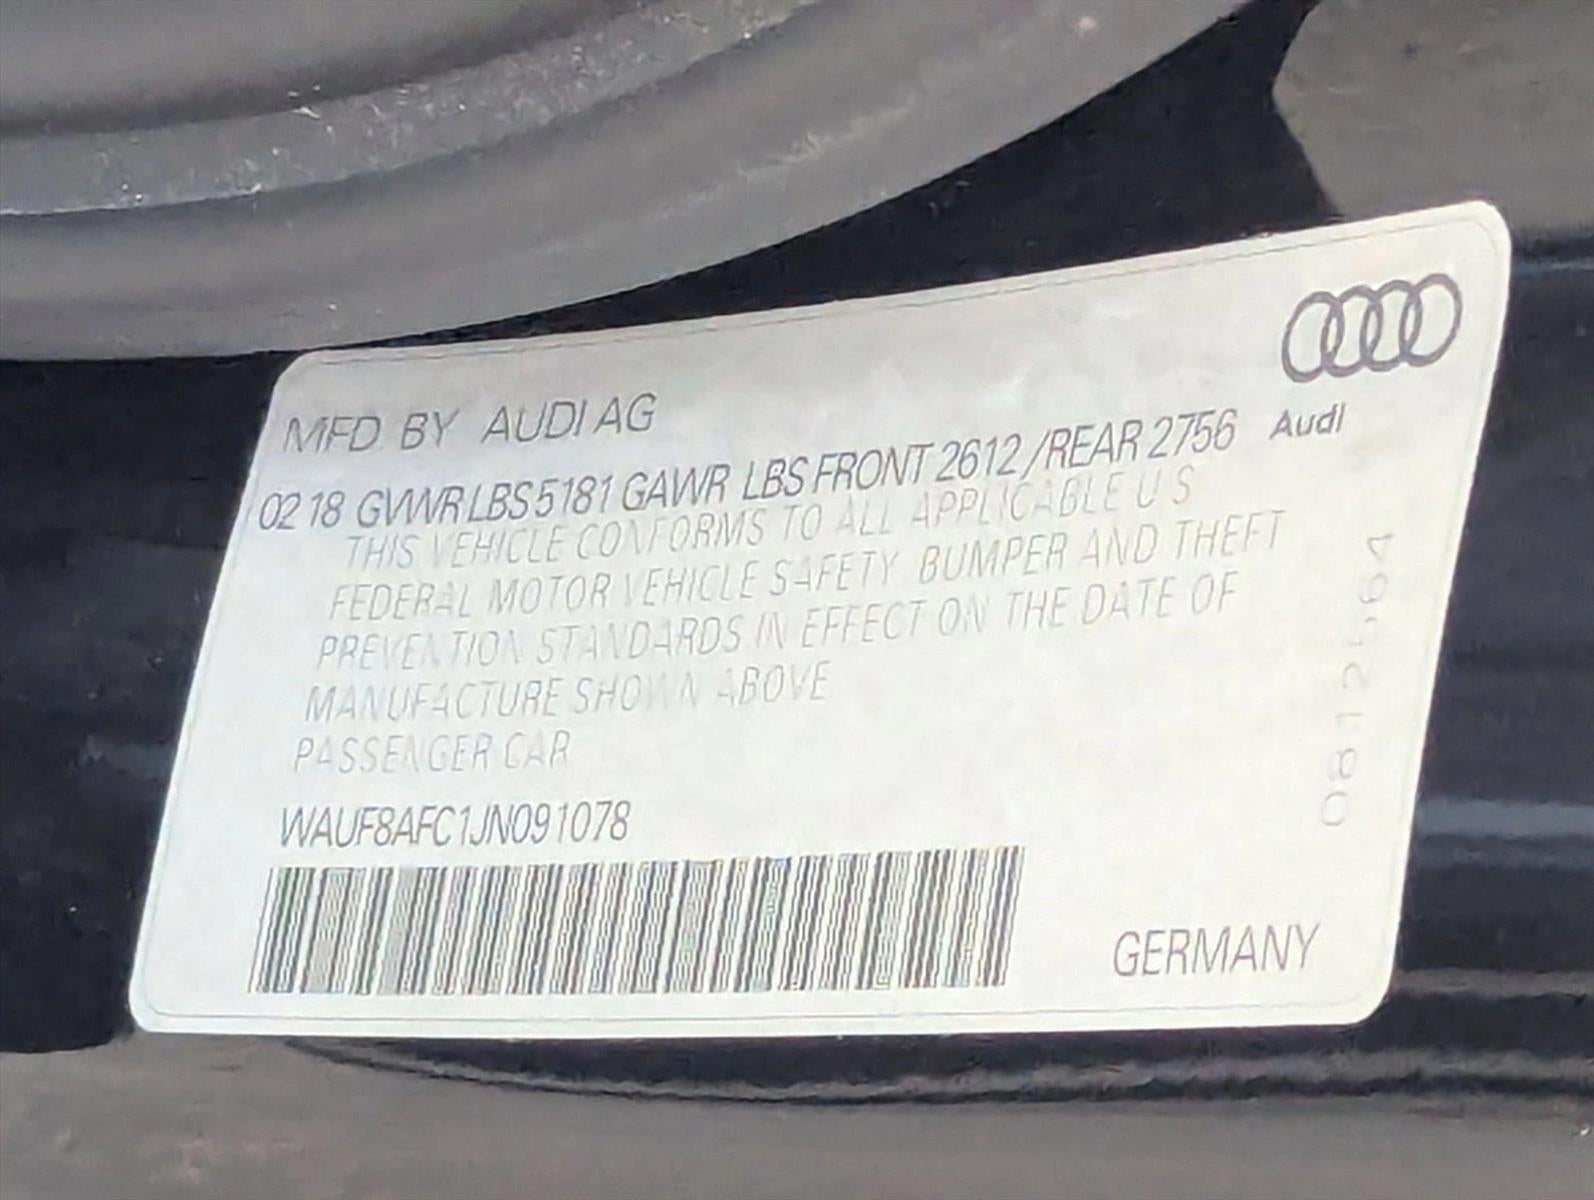 MFD. BY AUDI AG
Audi
02 18 GVWR LBS 5181 GAWR LBS FRONT 2612 /REAR 2756
THIS VEHICLE CONFORMS TO ALL APPLICABLE U S
FEDERAL MOTOR VEHICLE SAFETY BUMPER AND THEFT
PREVENTION STANDARDS IN EFFECT ON THE DATE OF
MANUFACTURE SHOWN ABOVE
PASSENGER CAR
WAUF8AFC1JN091078
GERMANY
08125564